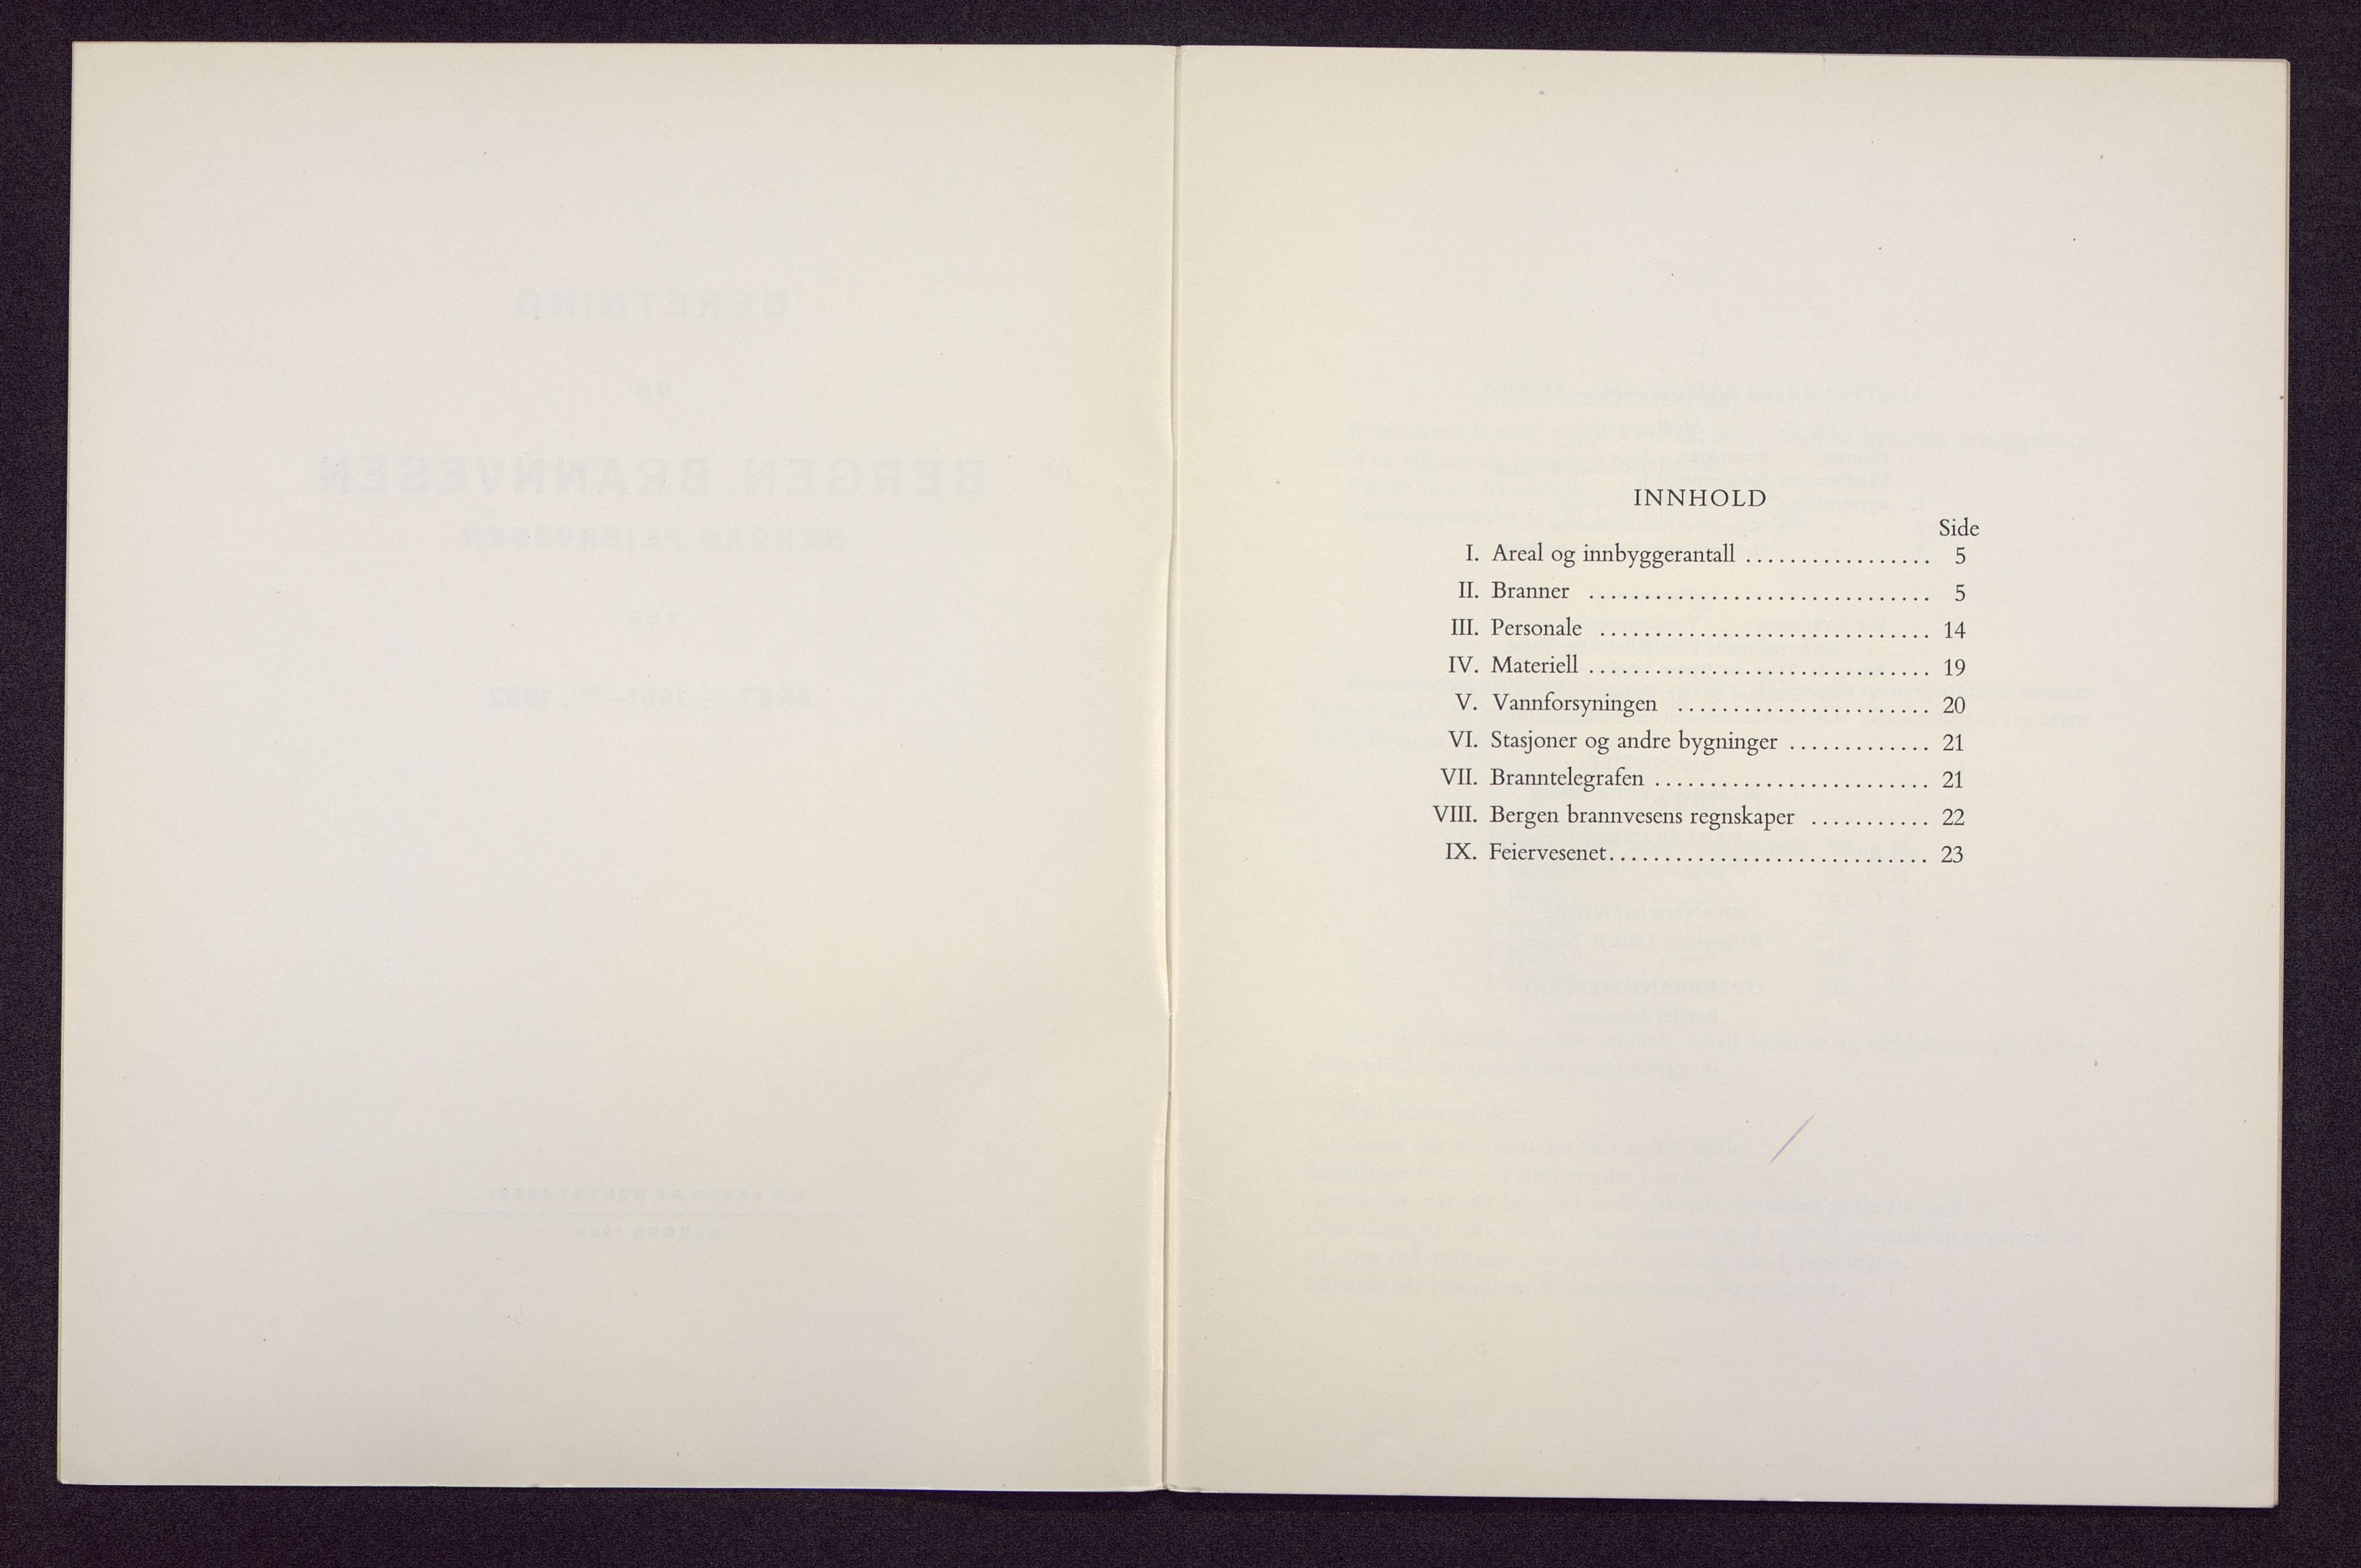 INNHOLD
Side
I. Areal og innbyggerantall ................. 5
II. Branner ............................... 5
III. Personale .............................. 14
IV. Materiell ............................... 19
V. Vannforsyningen ....................... 20
VI. Stasjoner og andre bygninger ............. 21
VII. Branntelegrafen ......................... 21
VIII. Bergen brannvesens regnskaper ........... 22
IX. Feiervesenet............................. 23